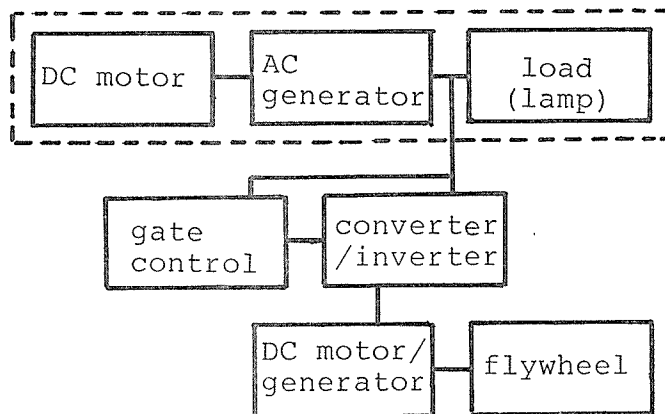 DC motor
AC
generator
load
(lamp)
gate
control
converter
/inverter
DC motor/
generator
flywheel